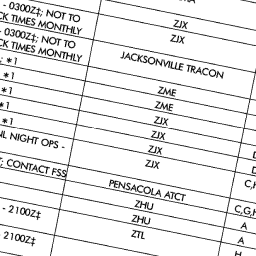 - 0300Z‡; NOT TO
CK TIMES MONTHLY
ZJX
- 0300Z‡; NOT TO
CK TIMES MONTHLY
ZJX
JACKSONVILLE TRACON
; *1
ZME
*1
ZME
*1
ZJX
*1
ZJX
*1
ZJX
NIGHT OPS -
ZJX
; CONTACT FSS
PENSACOLA ATCT
C,G,H
- 2100Z‡
ZHU
A
ZHU
A
- 2100Z‡
ZTL
H